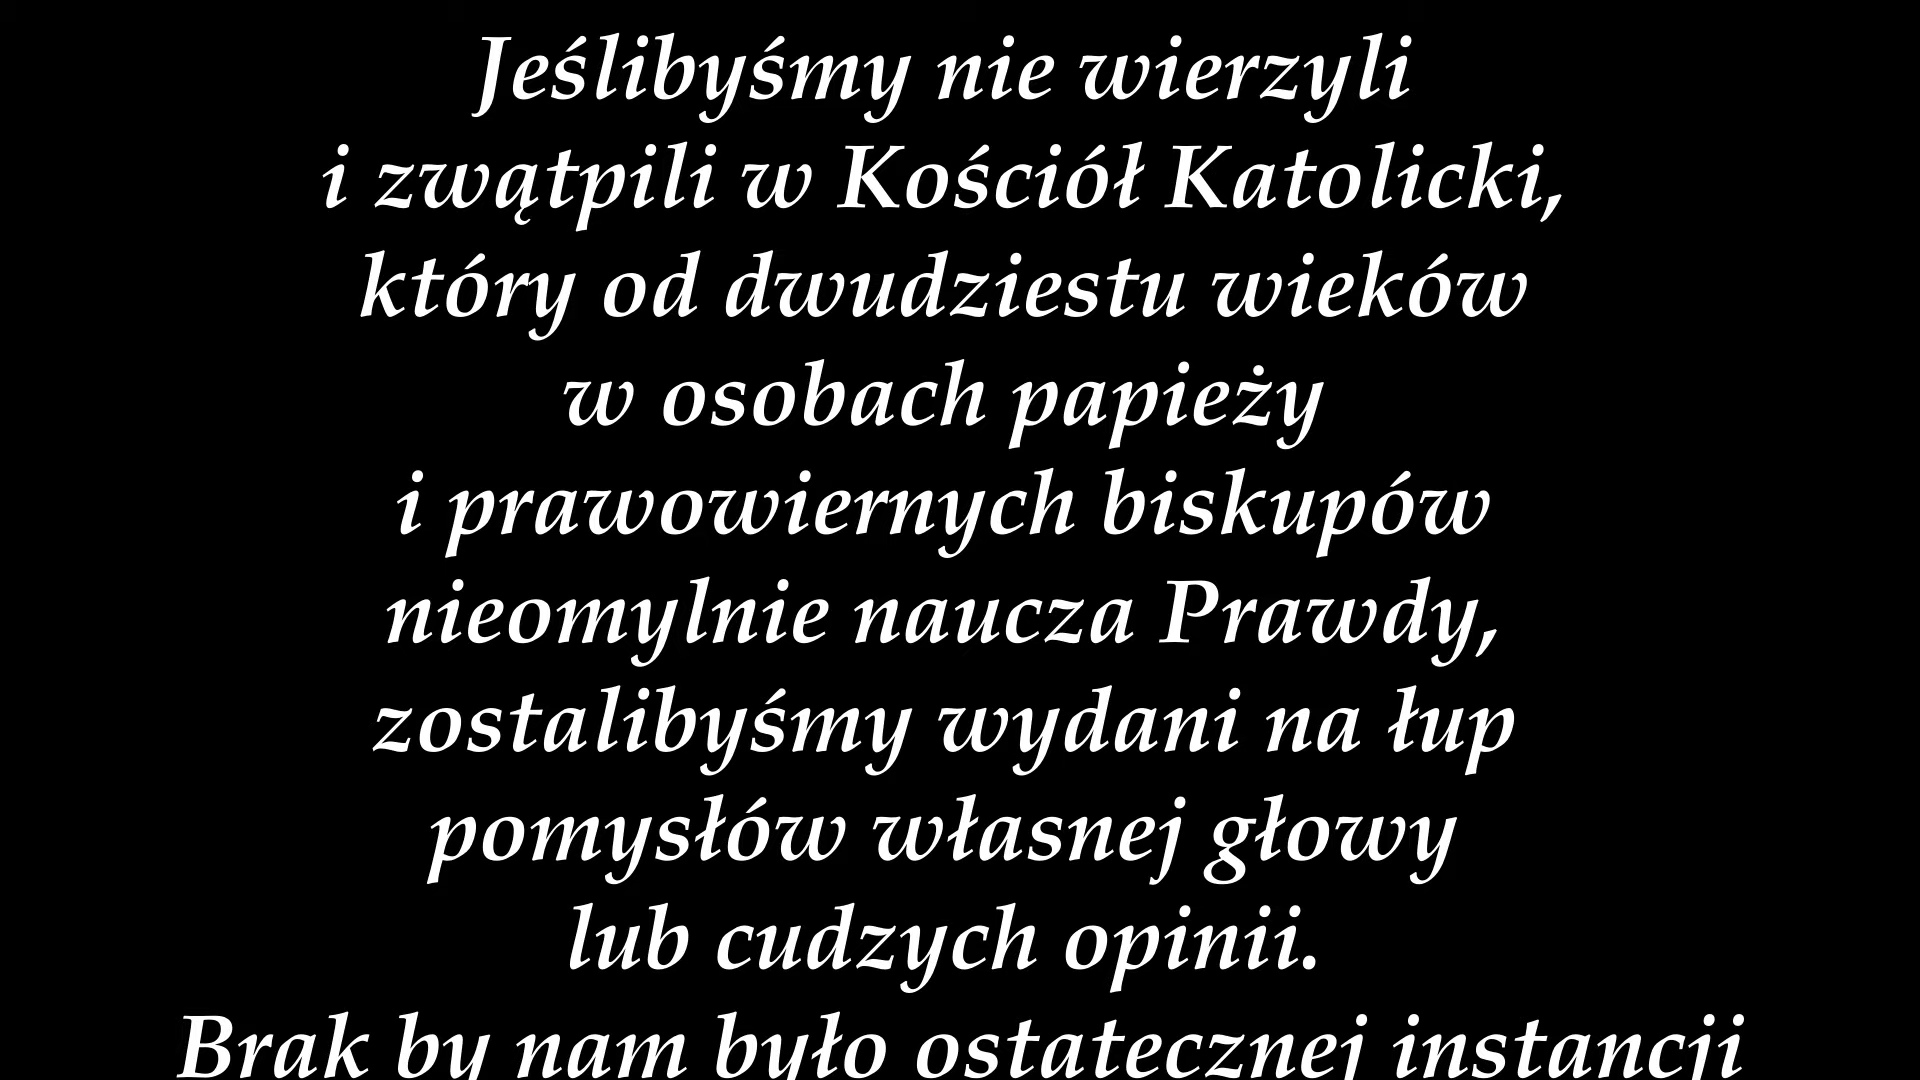 Jeślibyśmy nie wierzyli
i zwątpili w Kościół Katolicki,
który od dwudziestu wieków
w osobach papieży
i prawowiernych biskupów
nieomylnie naucza Prawdy,
zostalibyśmy wydani na łup
pomysłów własnej głowy
lub cudzych opinii.
Brak by nam było ostatecznej instancji